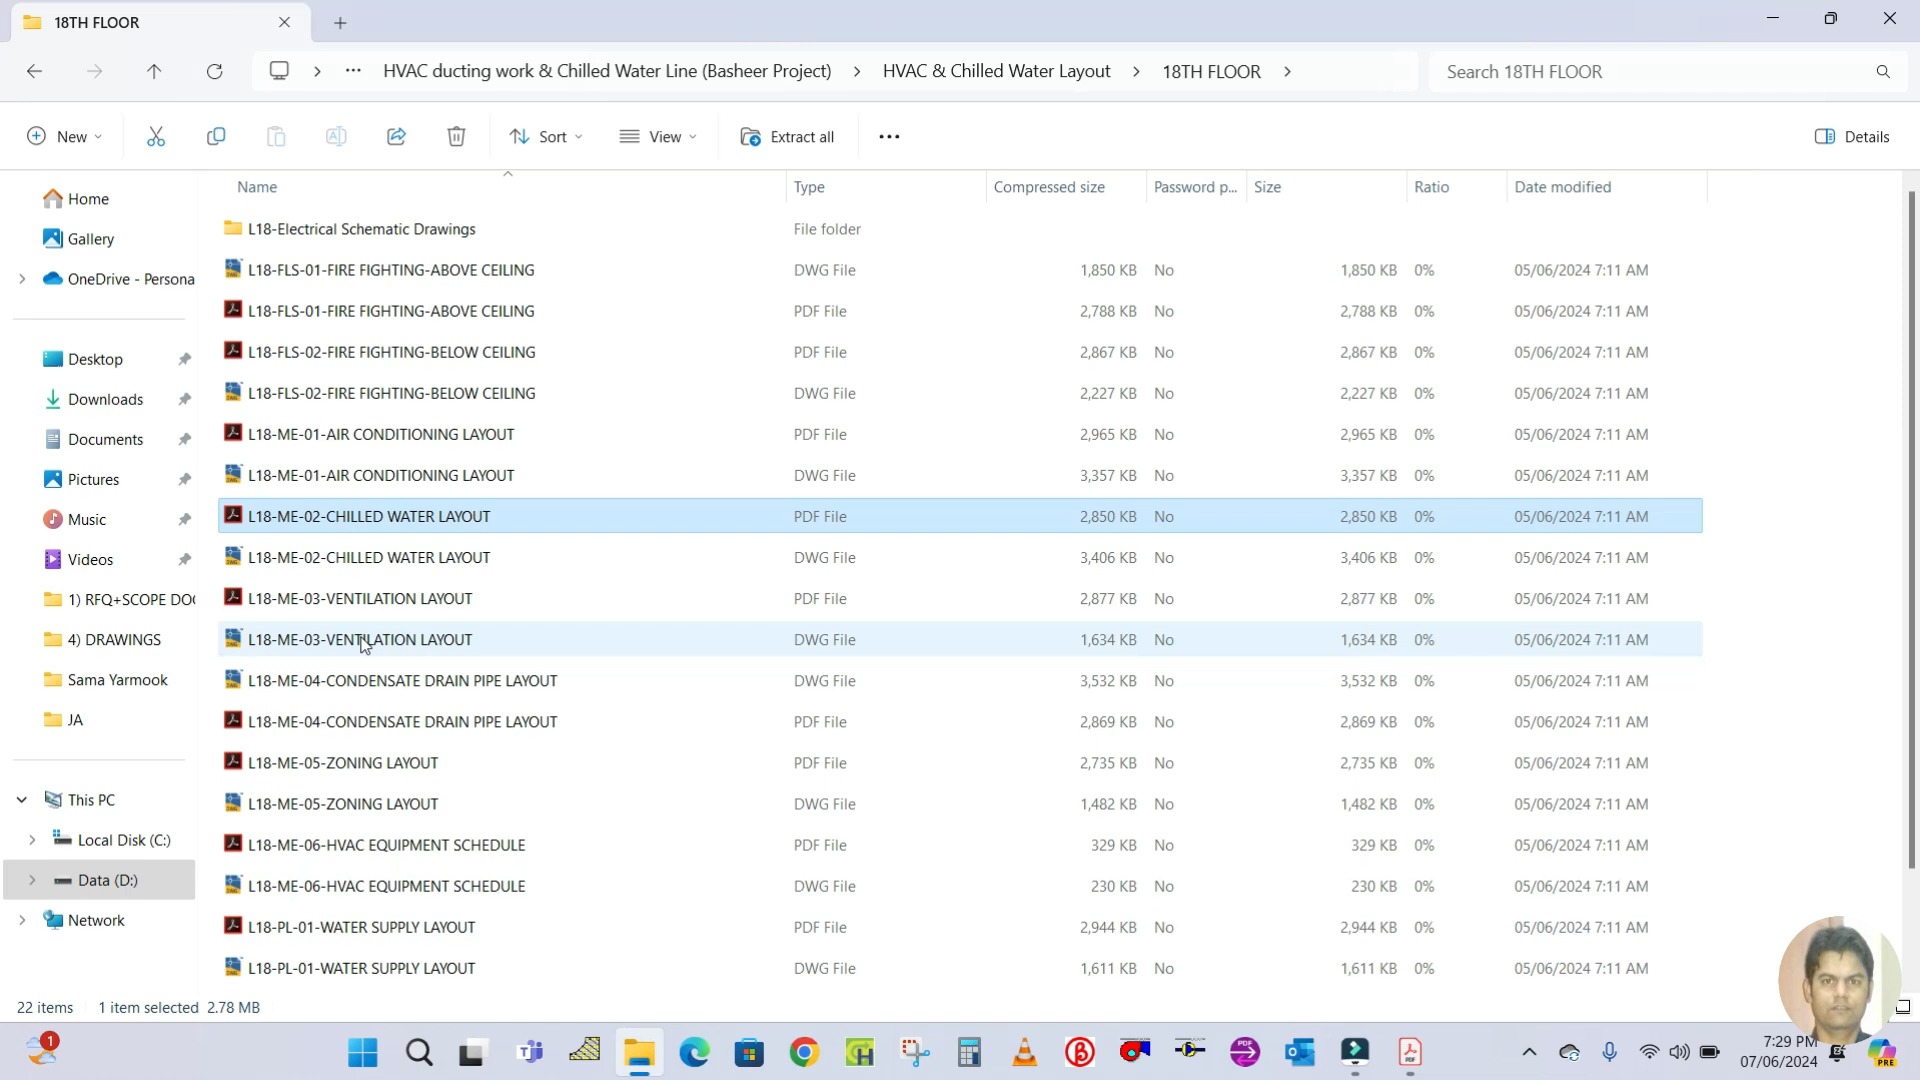 18TH FLOOR
HVAC ducting work & Chilled Water Line (Basheer Project) > HVAC & Chilled Water Layout > 18TH FLOOR >
Search 18TH FLOOR
New
Sort
View
Extract all
Details
Name Type Compressed size Password p... Size Ratio Date modified
L18-Electrical Schematic Drawings File folder
L18-FLS-01-FIRE FIGHTING-ABOVE CEILING DWG File 1,850 KB No 1,850 KB 0% 05/06/2024 7:11 AM
L18-FLS-01-FIRE FIGHTING-ABOVE CEILING PDF File 2,788 KB No 2,788 KB 0% 05/06/2024 7:11 AM
L18-FLS-02-FIRE FIGHTING-BELOW CEILING PDF File 2,867 KB No 2,867 KB 0% 05/06/2024 7:11 AM
L18-FLS-02-FIRE FIGHTING-BELOW CEILING DWG File 2,227 KB No 2,227 KB 0% 05/06/2024 7:11 AM
L18-ME-01-AIR CONDITIONING LAYOUT PDF File 2,965 KB No 2,965 KB 0% 05/06/2024 7:11 AM
L18-ME-01-AIR CONDITIONING LAYOUT DWG File 3,357 KB No 3,357 KB 0% 05/06/2024 7:11 AM
L18-ME-02-CHILLED WATER LAYOUT PDF File 2,850 KB No 2,850 KB 0% 05/06/2024 7:11 AM
L18-ME-02-CHILLED WATER LAYOUT DWG File 3,406 KB No 3,406 KB 0% 05/06/2024 7:11 AM
L18-ME-03-VENTILATION LAYOUT PDF File 2,877 KB No 2,877 KB 0% 05/06/2024 7:11 AM
L18-ME-03-VENTILATION LAYOUT DWG File 1,634 KB No 1,634 KB 0% 05/06/2024 7:11 AM
L18-ME-04-CONDENSATE DRAIN PIPE LAYOUT DWG File 3,532 KB No 3,532 KB 0% 05/06/2024 7:11 AM
L18-ME-04-CONDENSATE DRAIN PIPE LAYOUT PDF File 2,869 KB No 2,869 KB 0% 05/06/2024 7:11 AM
L18-ME-05-ZONING LAYOUT PDF File 2,735 KB No 2,735 KB 0% 05/06/2024 7:11 AM
L18-ME-05-ZONING LAYOUT DWG File 1,482 KB No 1,482 KB 0% 05/06/2024 7:11 AM
L18-ME-06-HVAC EQUIPMENT SCHEDULE PDF File 329 KB No 329 KB 0% 05/06/2024 7:11 AM
L18-ME-06-HVAC EQUIPMENT SCHEDULE DWG File 230 KB No 230 KB 0% 05/06/2024 7:11 AM
L18-PL-01-WATER SUPPLY LAYOUT PDF File 2,944 KB No 2,944 KB 0% 05/06/2024 7:11 AM
L18-PL-01-WATER SUPPLY LAYOUT DWG File 1,611 KB No 1,611 KB 0% 05/06/2024 7:11 AM
Home
Gallery
OneDrive - Persona
Desktop
Downloads
Documents
Pictures
Music
Videos
1) RFQ+SCOPE DO
4) DRAWINGS
Sama Yarmook
JA
This PC
Local Disk (C:)
Data (D:)
Network
22 items 1 item selected 2.78 MB
1
PDF
PDF
7:29 PM
07/06/2024
PRE